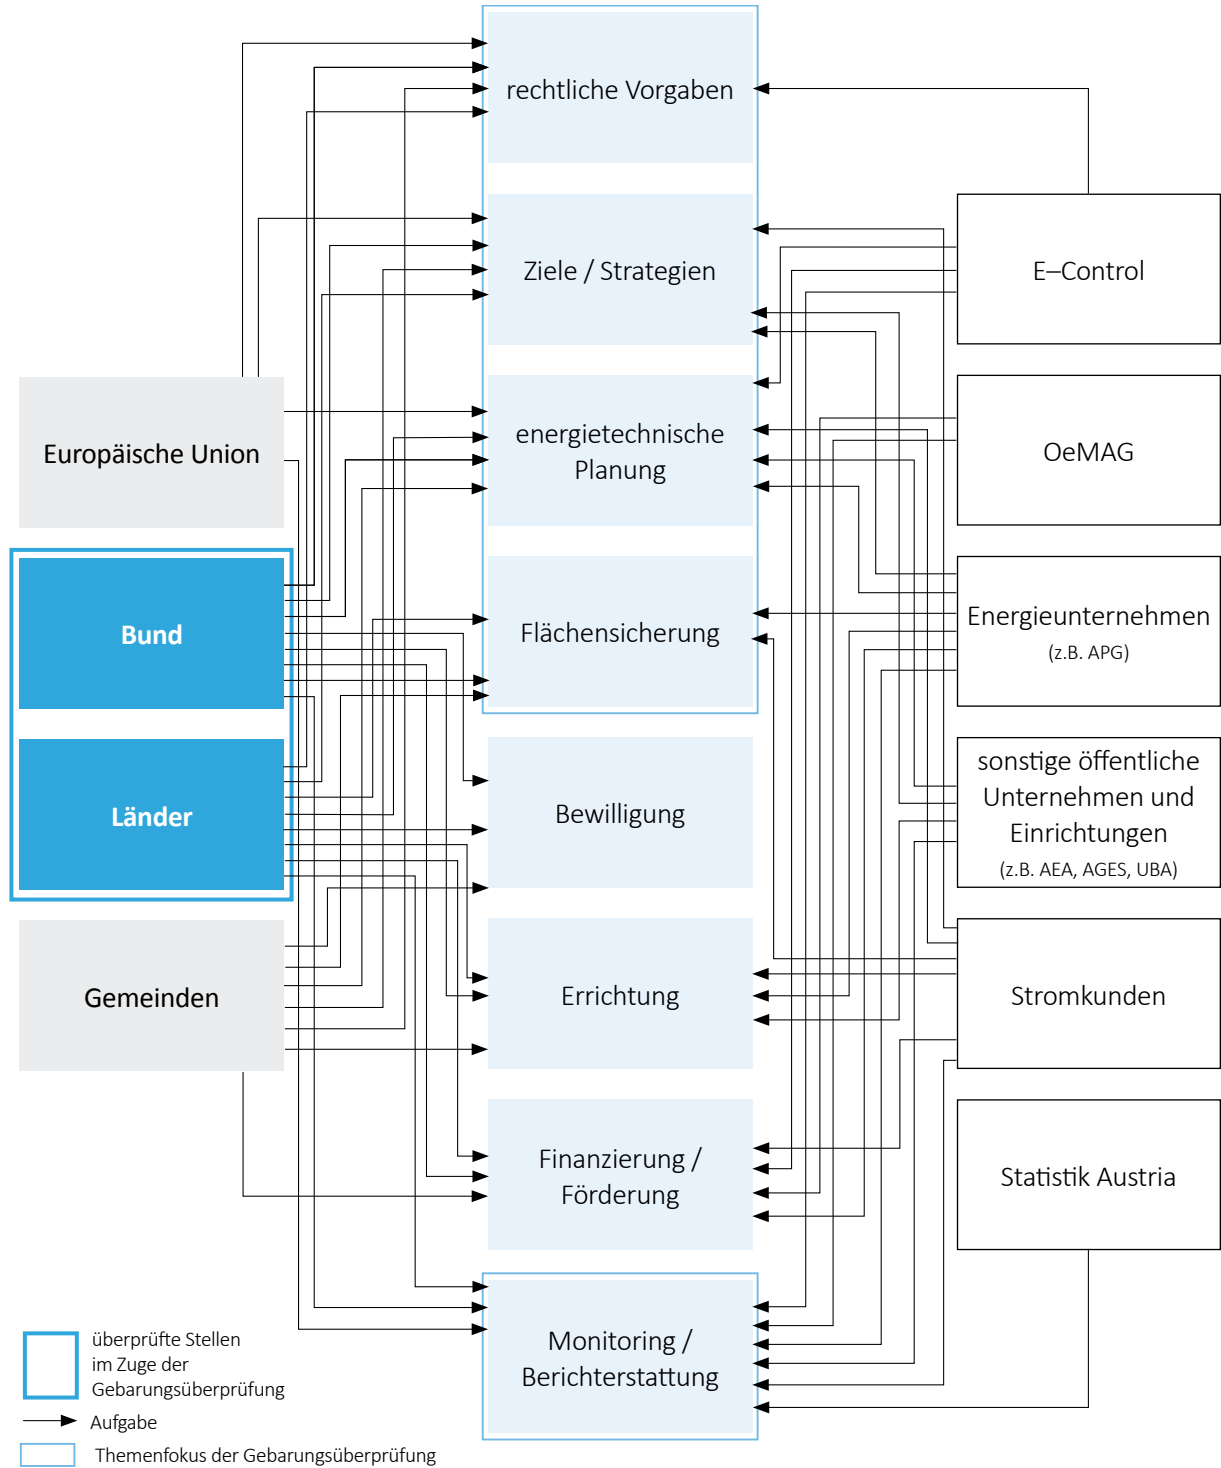 rechtliche Vorgaben
Ziele / Strategien
energietechnische
Planung
Flächensicherung
Bewilligung
Errichtung
Finanzierung /
Förderung
Monitoring /
Berichterstattung
Europäische Union
Bund
Länder
Gemeinden
E–Control
OeMAG
Energieunternehmen
(z.B. APG)
sonstige öffentliche
Unternehmen und
Einrichtungen
(z.B. AEA, AGES, UBA)
Stromkunden
Statistik Austria
überprüfte Stellen
im Zuge der
Gebarungsüberprüfung
Aufgabe
Themenfokus der Gebarungsüberprüfung